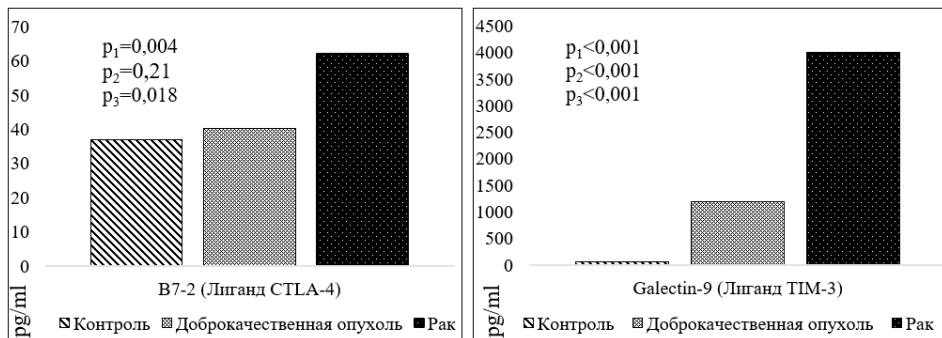 70
60
50
40
30
20
10
0
p1=0,004
p2=0,21
p3=0,018
pg/ml
B7-2 (Лиганд CTLA-4)
Контроль Доброкачественная опухоль Рак
4500
4000
3500
3000
2500
2000
1500
1000
500
0
p1<0,001
p2<0,001
p3<0,001
pg/ml
Galectin-9 (Лиганд TIM-3)
Контроль Доброкачественная опухоль Рак